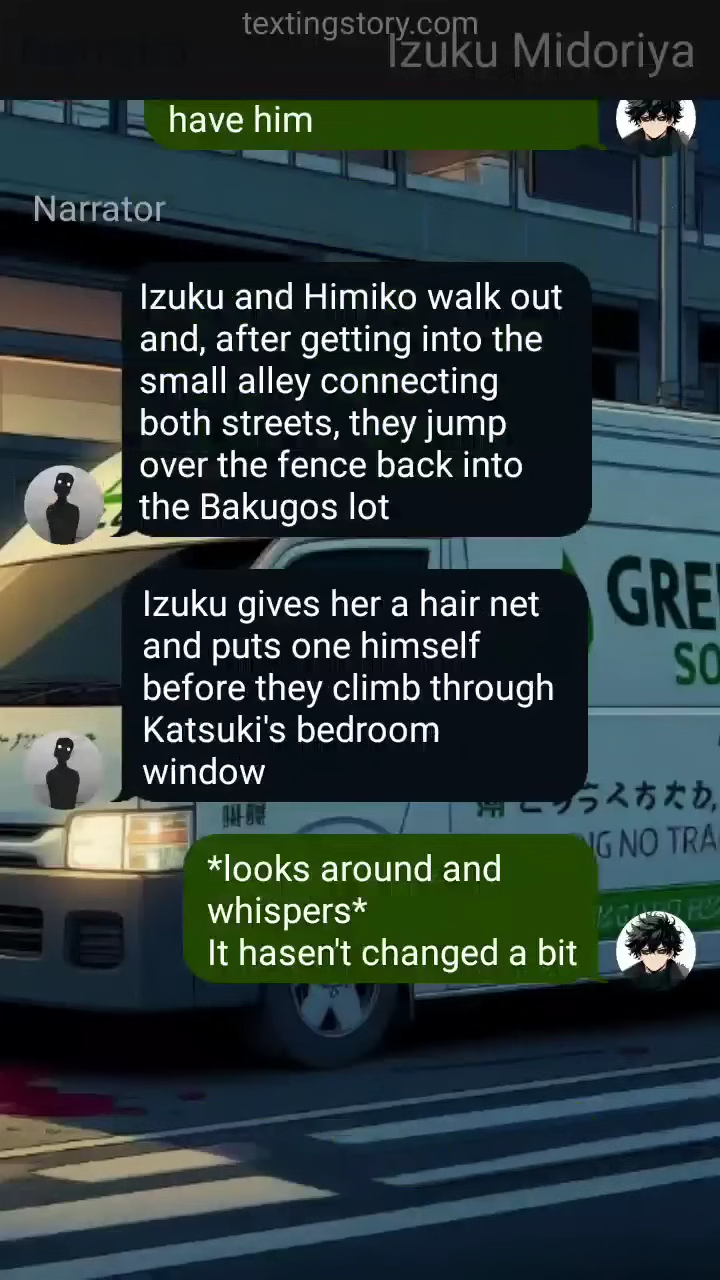 textingstory.com
Izuku Midoriya
have him
Narrator
Izuku and Himiko walk out
and, after getting into the
small alley connecting
both streets, they jump
over the fence back into
the Bakugos lot
Izuku gives her a hair net
and puts one himself
before they climb through
Katsuki's bedroom
window
*looks around and
whispers*
It hasen't changed a bit
GRE
SO
NG NO TRA